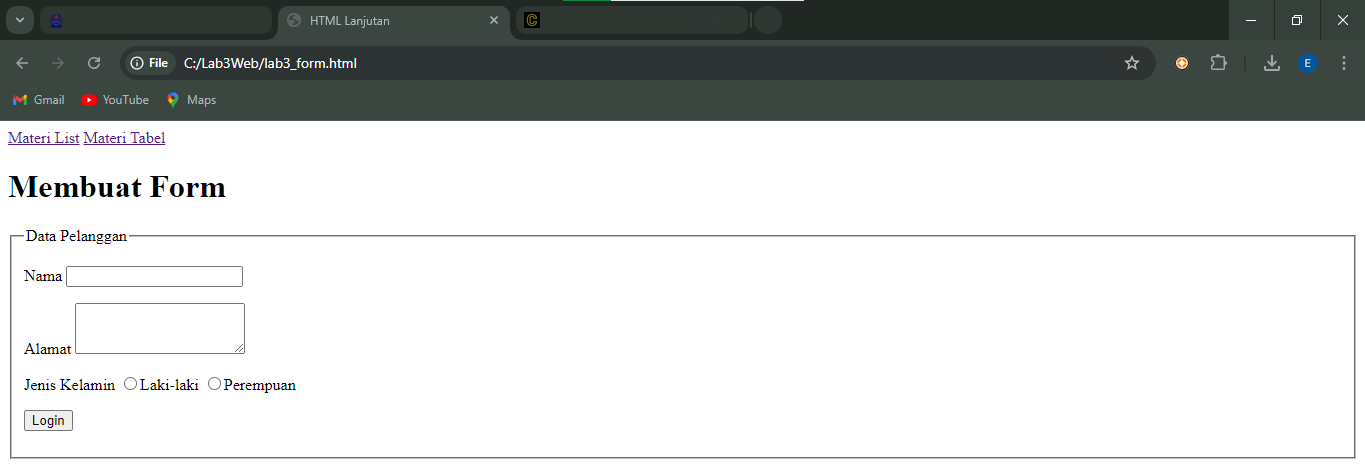 HTML Lanutan
File C:/Lab3Web/lab3_form.html E
Gmail YouTube Maps
Materi List Materi Tabel
Membuat Form
Data Pelanggan
Nama
Alamat
Jenis Kelamin Laki-laki Perempuan
Login